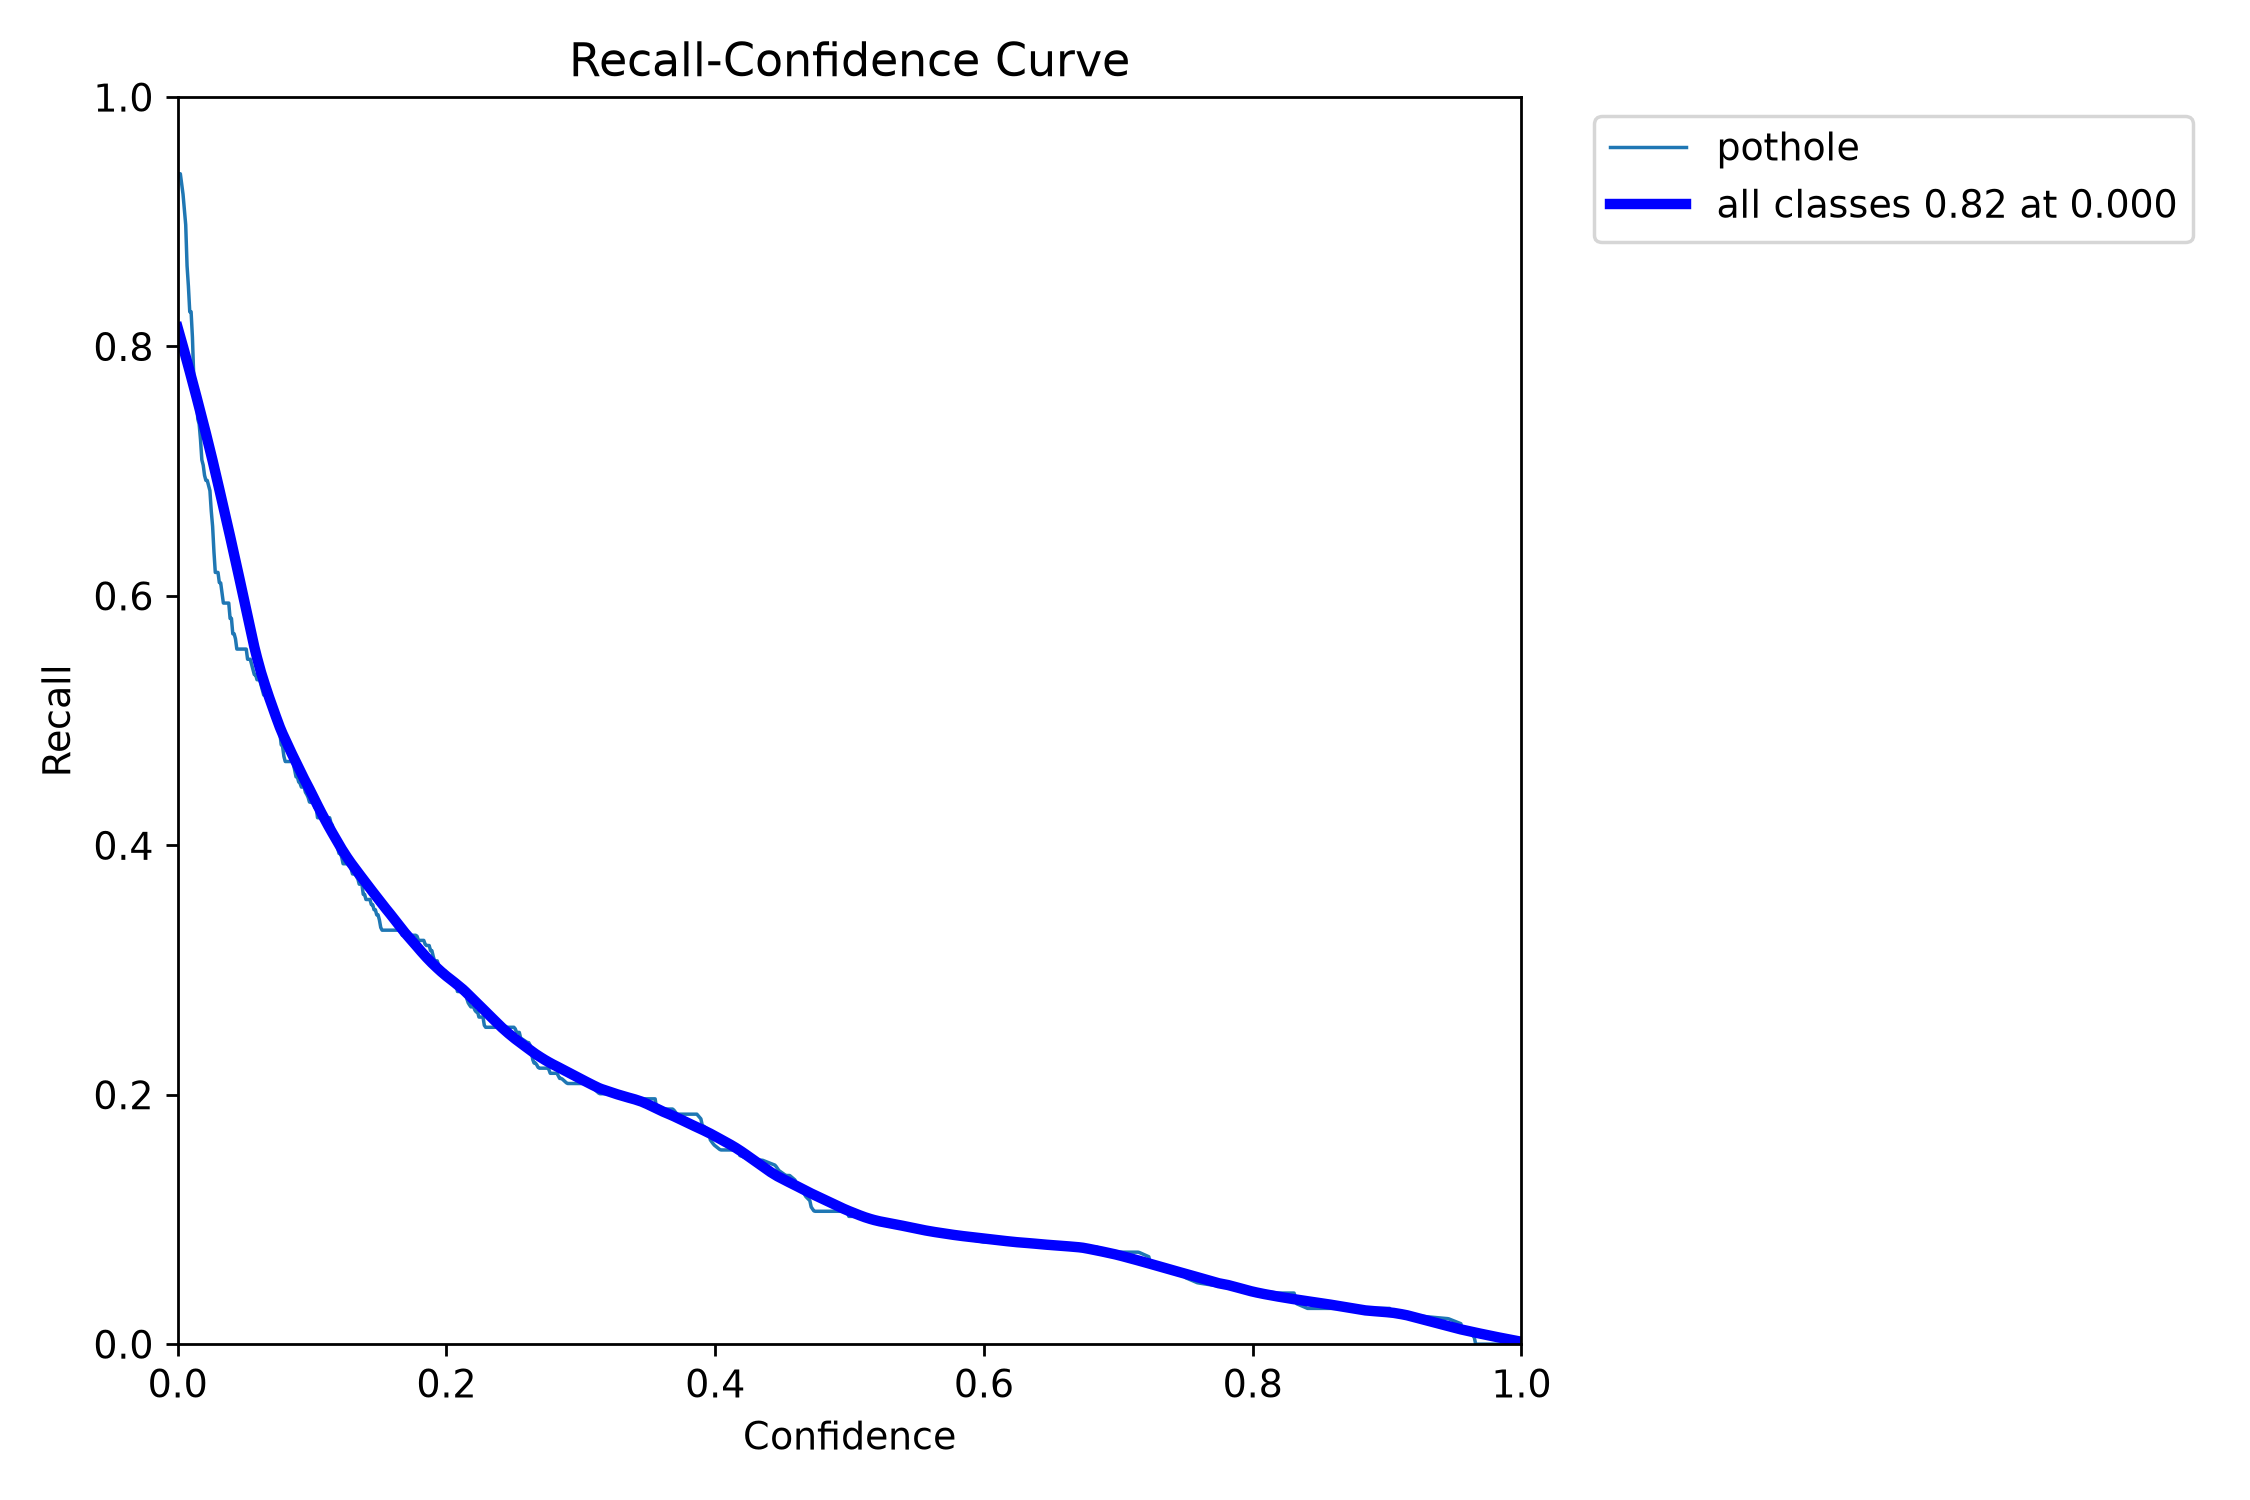 Recall-Confidence Curve
1.0
0.8
0.6
0.4
0.2
0.0
Recall
0.0 0.2 0.4 0.6 0.8 1.0
Confidence
pothole
all classes 0.82 at 0.000